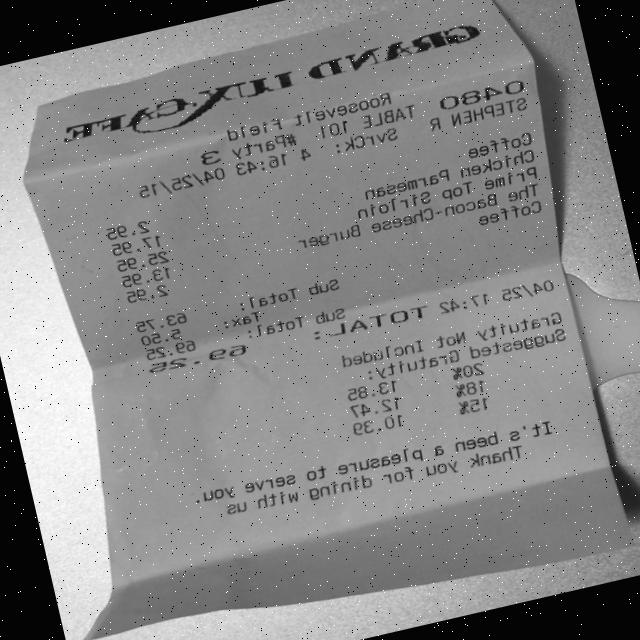 GRAND LUX CAFE
Roosevelt Field
0480 TABLE 101 #Party 3
STEPHEN R SvrCk: 4 16:43 04/25/15
Coffee 2.95
Chicken Parmesan 17.95
Prime Top Sirloin 25.95
The Bacon-Cheese Burger 13.95
Coffee 2.95
Sub Total: 63.75
Tax: 5.50
Sub Total: 69.25
04/25 17:42 TOTAL: 69.25
Gratuity Not Included
Suggested Gratuity:
20% 13.85
18% 12.47
15% 10.39
It's been a pleasure to serve you.
Thank you for dining with us